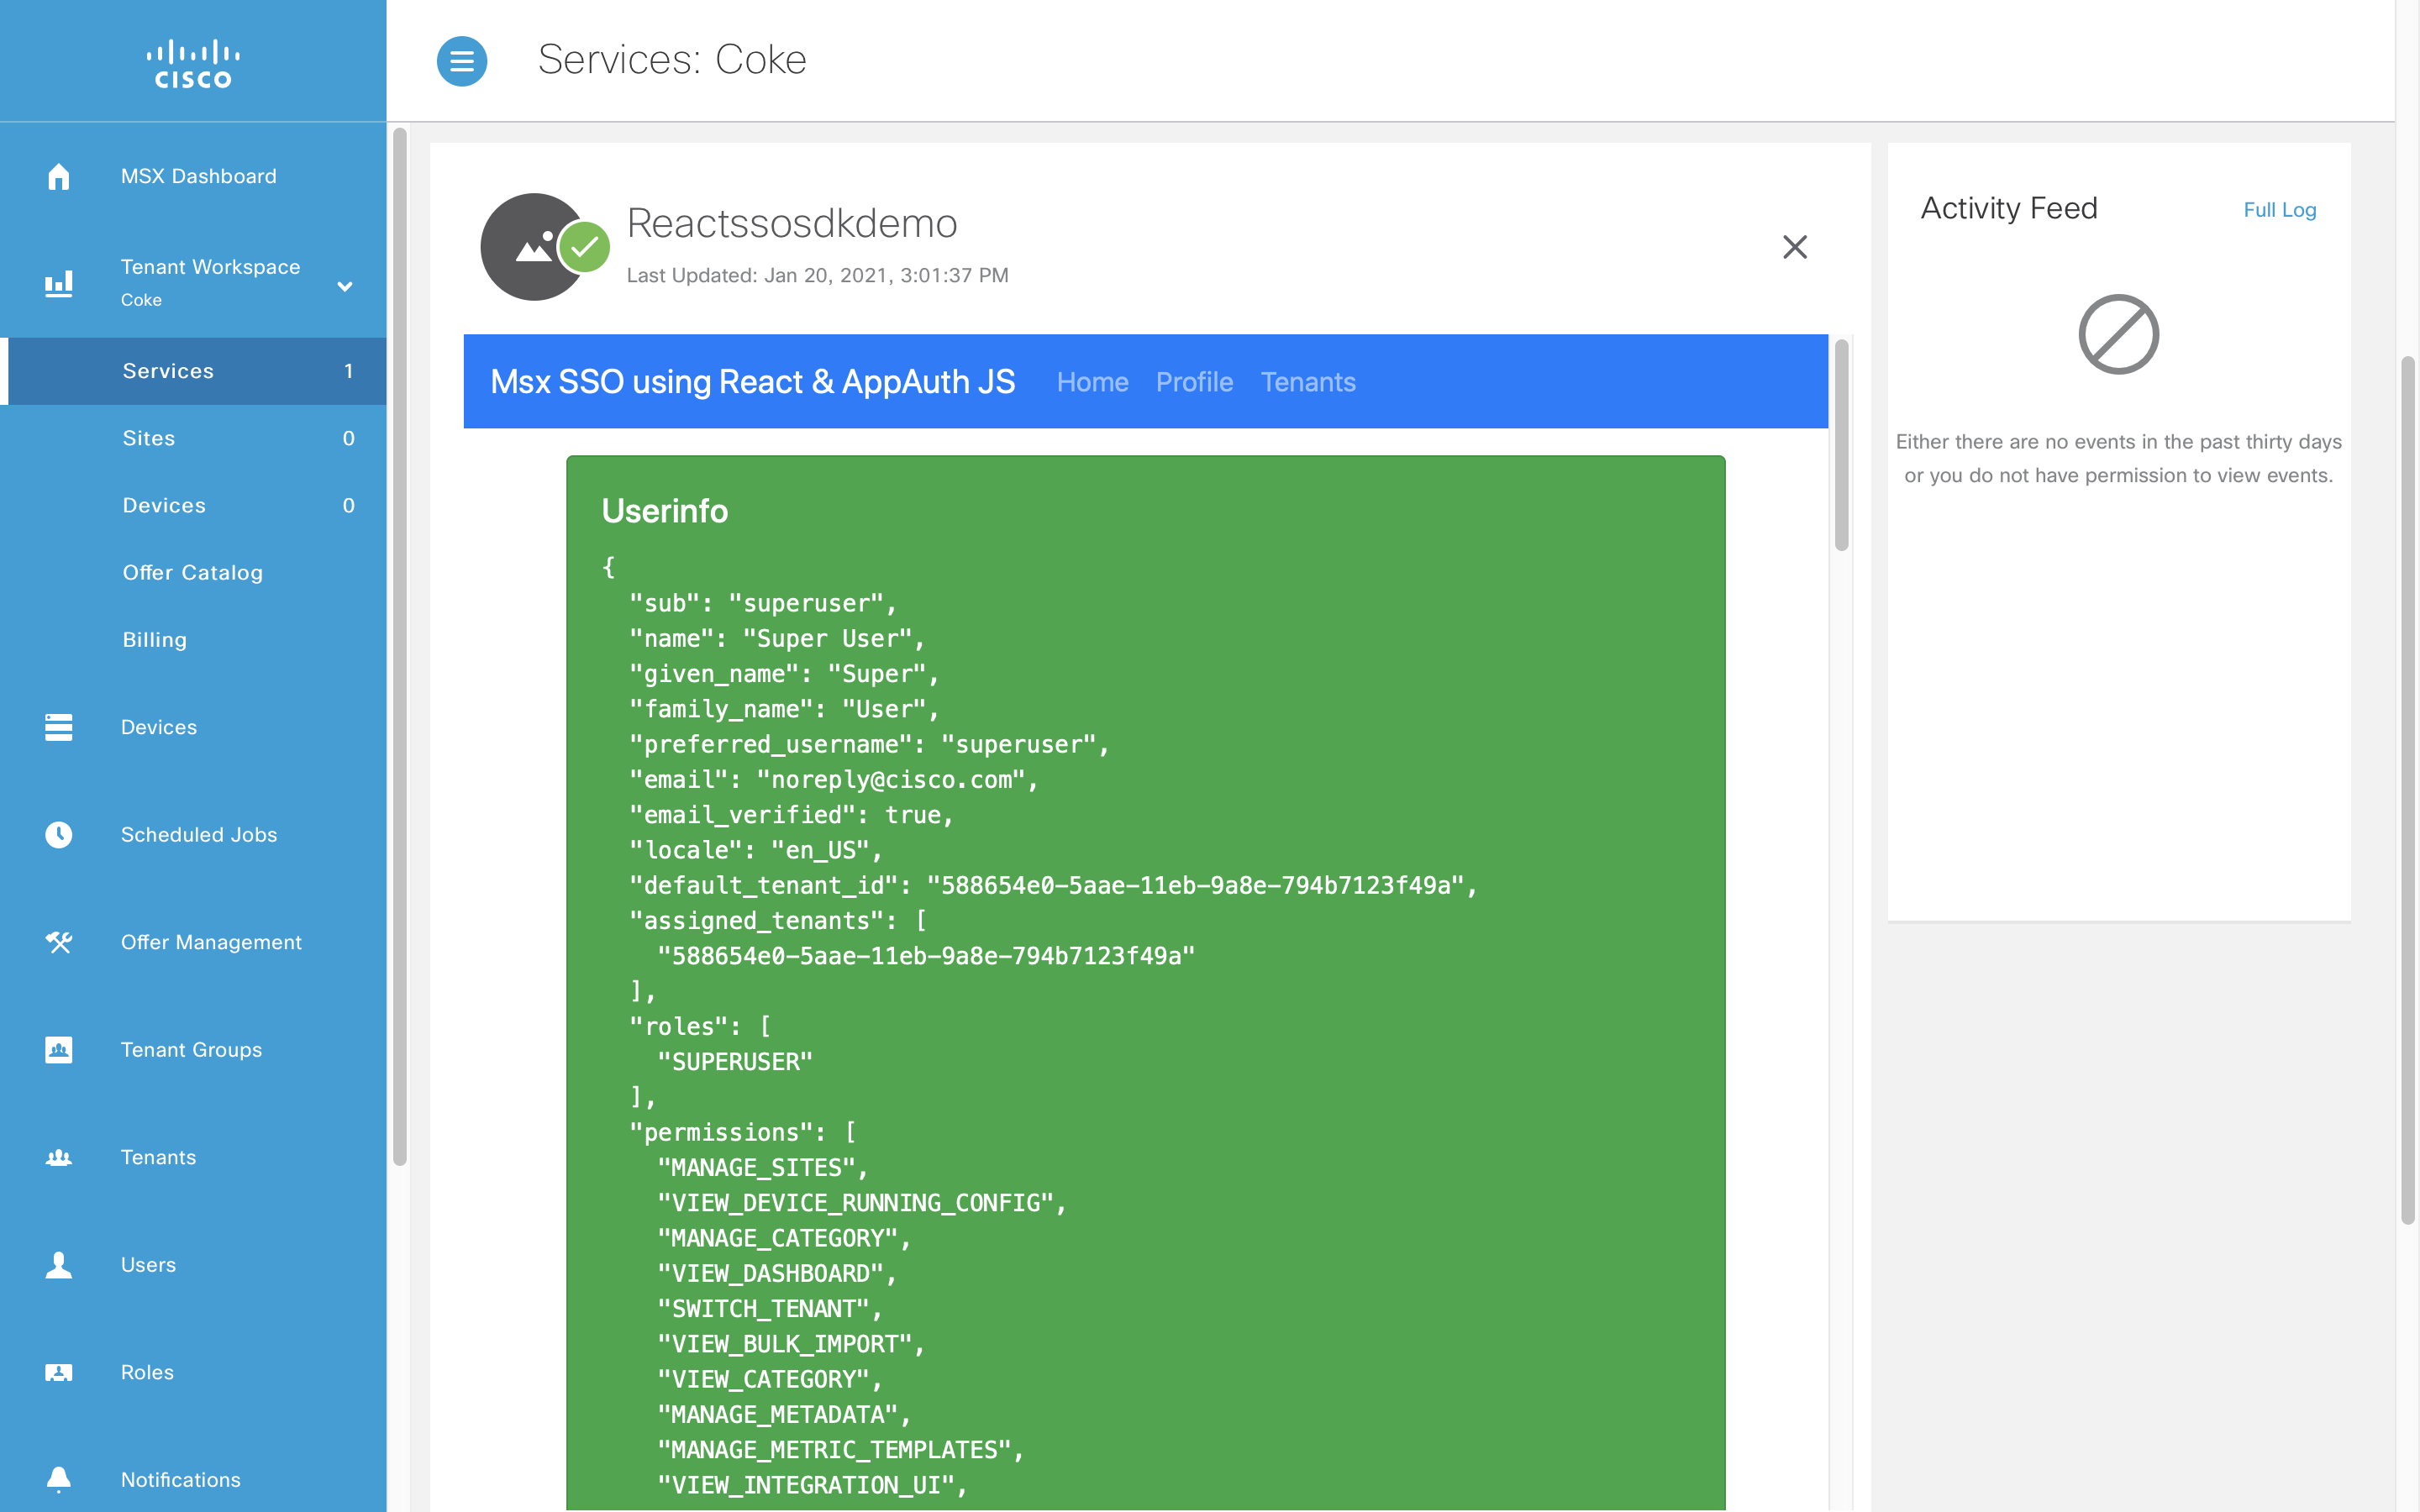 CISCO
MSX Dashboard
Tenant Workspace
Coke
Services 1
Sites 0
Devices 0
Offer Catalog
Billing
Devices
Scheduled Jobs
Offer Management
Tenant Groups
Tenants
Users
Roles
Notifications
Services: Coke
Reactssosdkdemo
Last Updated: Jan 20, 2021, 3:01:37 PM
Msx SSO using React & AppAuth JS Home Profile Tenants
Userinfo
{
"sub": "superuser",
"name": "Super User",
"given_name": "Super",
"family_name": "User",
"preferred_username": "superuser",
"email": "noreply@cisco.com",
"email_verified": true,
"locale": "en_US",
"default_tenant_id": "588654e0-5aae-11eb-9a8e-794b7123f49a",
"assigned_tenants": [
"588654e0-5aae-11eb-9a8e-794b7123f49a"
],
"roles": [
"SUPERUSER"
],
"permissions": [
"MANAGE_SITES",
"VIEW_DEVICE_RUNNING_CONFIG",
"MANAGE_CATEGORY",
"VIEW_DASHBOARD",
"SWITCH_TENANT",
"VIEW_BULK_IMPORT",
"VIEW_CATEGORY",
"MANAGE_METADATA",
"MANAGE_METRIC_TEMPLATES",
"VIEW_INTEGRATION_UI",
Activity Feed Full Log
Either there are no events in the past thirty days
or you do not have permission to view events.